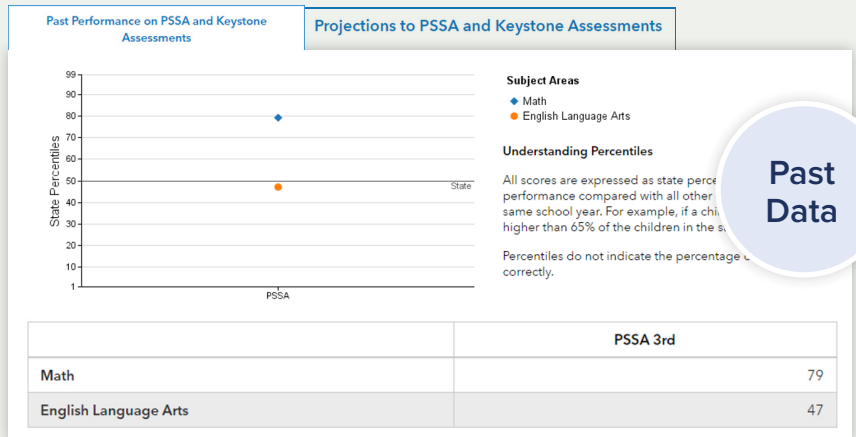 Past Performance on PSSA and Keystone
Assessments
Projections to PSSA and Keystone Assessments
99
90
80
70
60
50
40
30
20
10
1
State Percentiles
State
PSSA
Subject Areas
Math
English Language Arts
Understanding Percentiles
All scores are expressed as state
performance compared with all other
same school year. For example, if a
higher than 65% of the children in the
Percentiles do not indicate the percentage
correctly.
Past
Data
PSSA 3rd
Math 79
English Language Arts 47